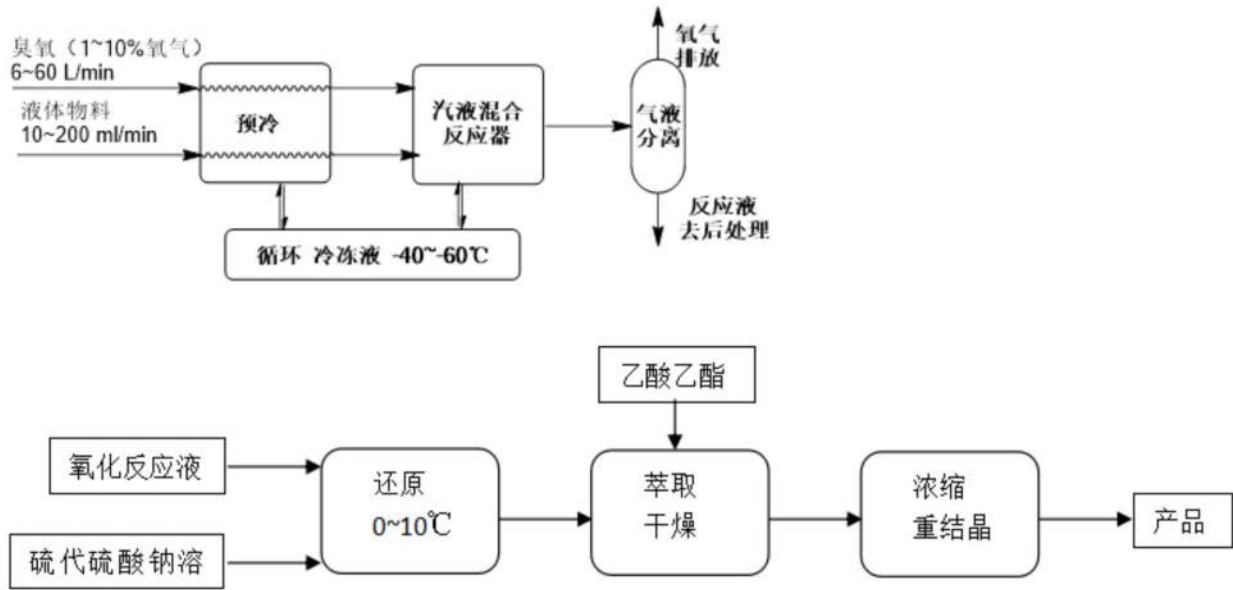 臭氧（1~10%氧气）
6~60 L/min
液体物料
10~200 ml/min
预冷
汽液混合
反应器
氧气
排放
气液
分离
反应液
去后处理
循环 冷冻液 -40~-60℃
乙酸乙酯
氧化反应液
硫代硫酸钠溶
还原
0~10℃
萃取
干燥
浓缩
重结晶
产品